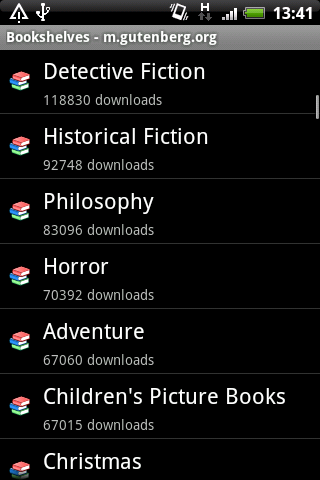 H
13:41
Bookshelves - m.gutenberg.org
Detective Fiction
118830 downloads
Historical Fiction
92748 downloads
Philosophy
83096 downloads
Horror
70392 downloads
Adventure
67060 downloads
Children's Picture Books
67015 downloads
Christmas